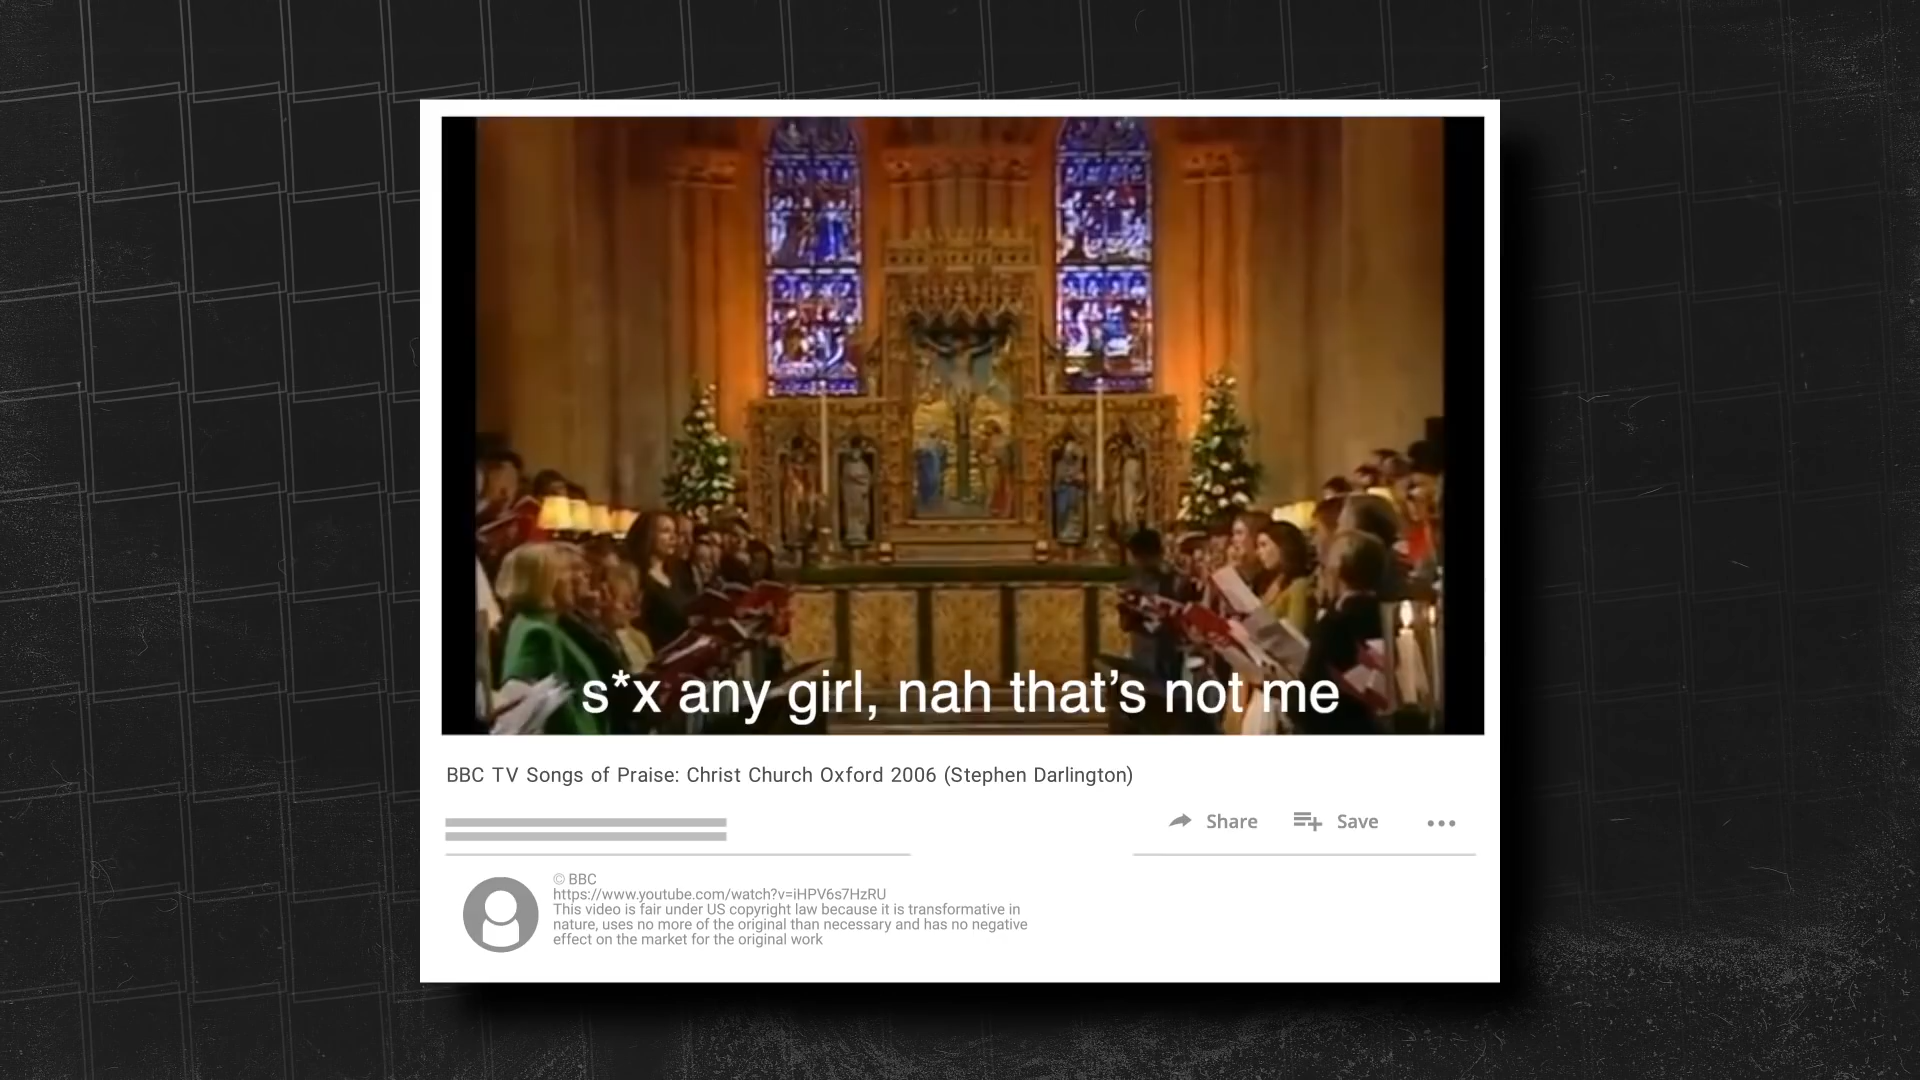 s*x any girl, nah that's not me
BBC TV Songs of Praise: Christ Church Oxford 2006 (Stephen Darlington)
Share
Save
© BBC
https://www.youtube.com/watch?v=iHPV6s7HzRU
This video is fair under US copyright law because it is transformative in
nature, uses no more of the original than necessary and has no negative
effect on the market for the original work